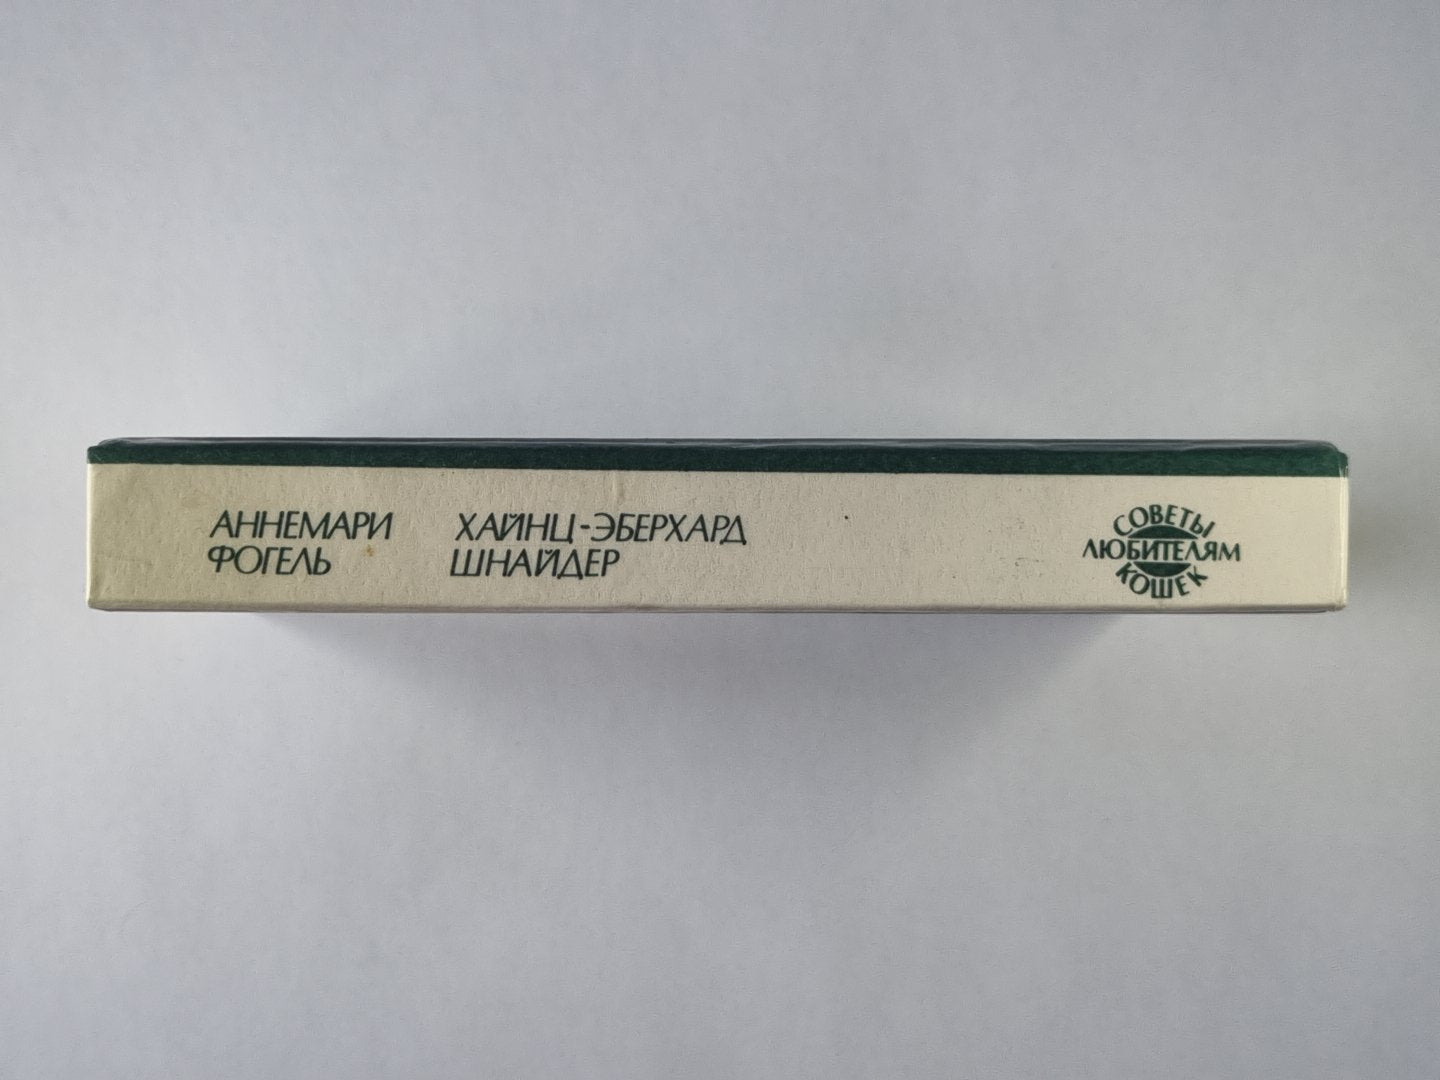 АННЕМАРИ
ФОГЕЛЬ
ХАЙНЦ-ЭБЕРХАРД
ШНАЙДЕР
СОВЕТЫ
ЛЮБИТЕЛЯМ
КОШЕК